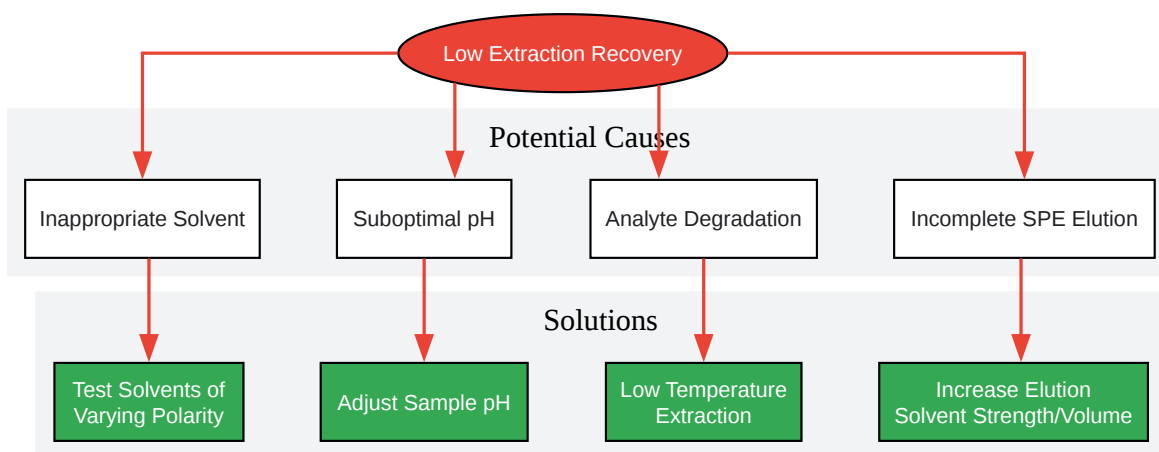 Low Extraction Recovery
Potential Causes
Inappropriate Solvent
Suboptimal pH
Analyte Degradation
Incomplete SPE Elution
Solutions
Test Solvents of
Varying Polarity
Adjust Sample pH
Low Temperature
Extraction
Increase Elution
Solvent Strength/Volume